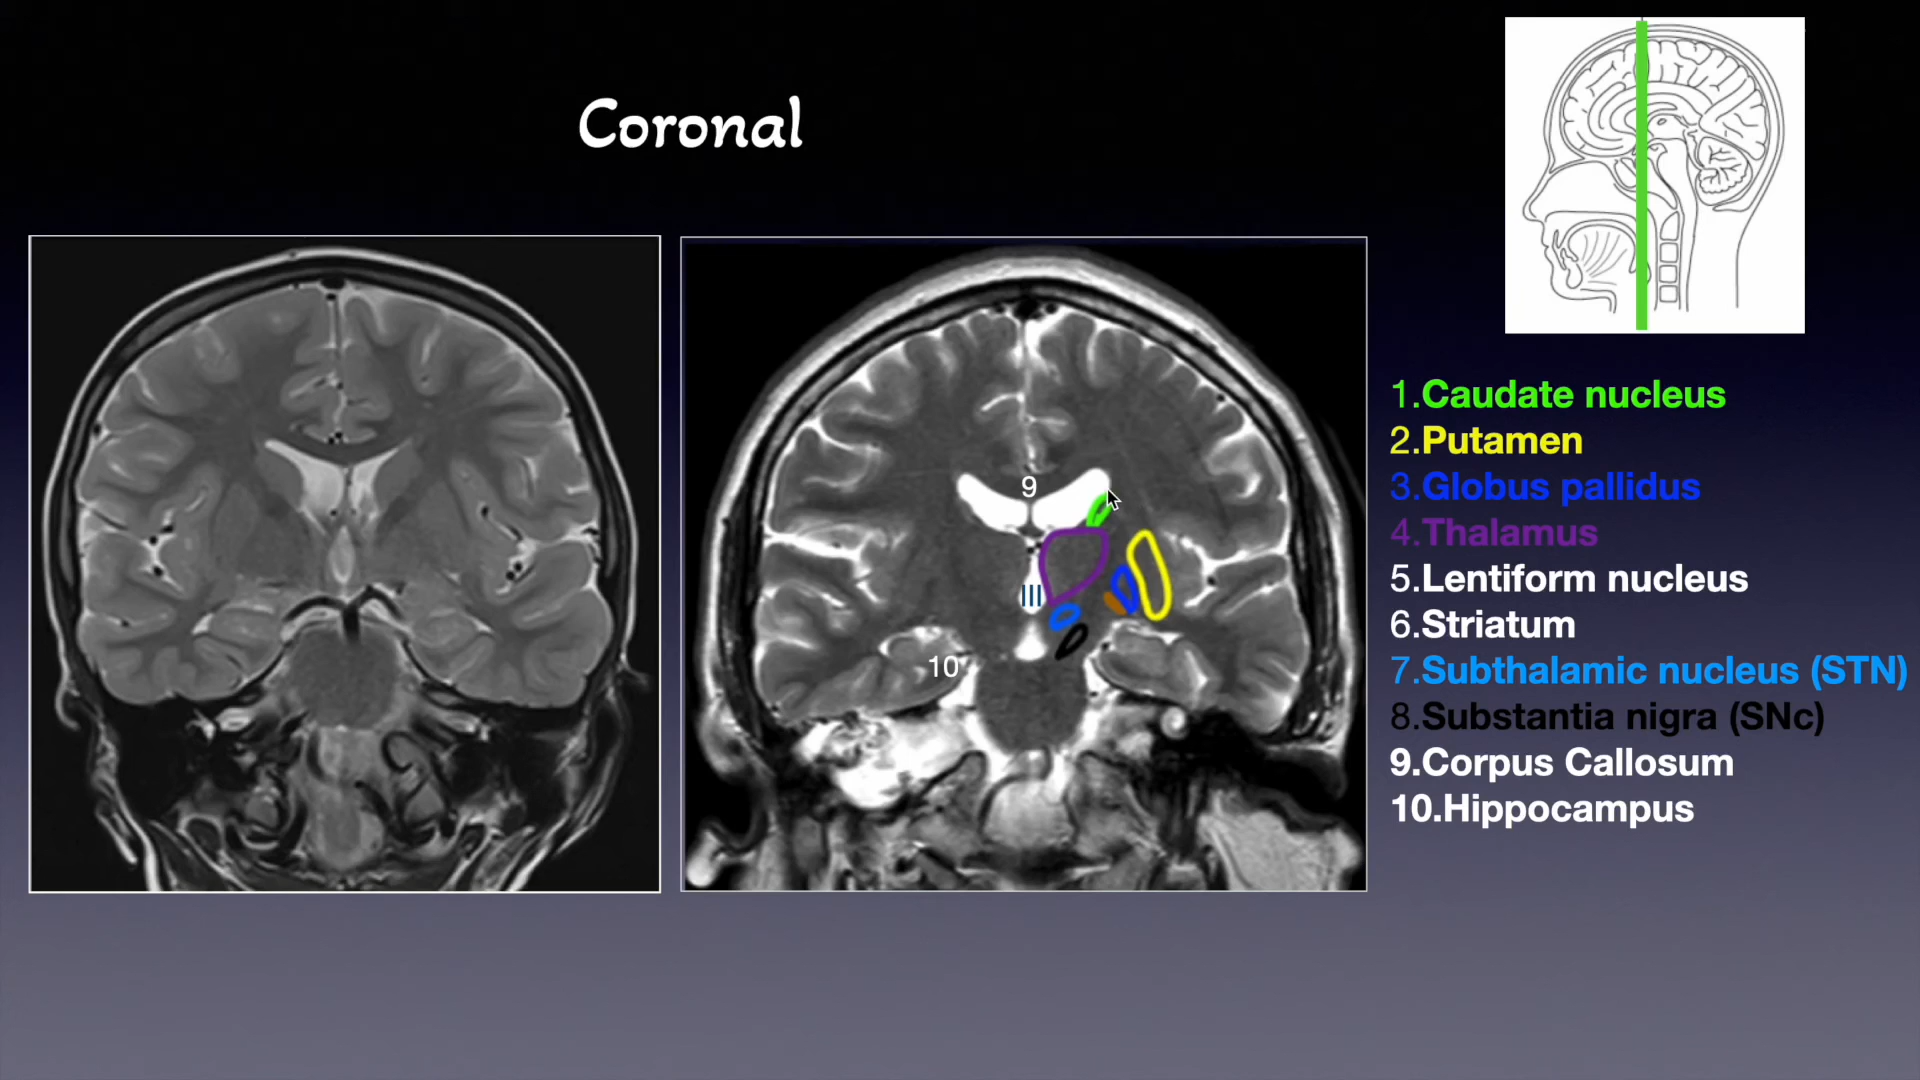 Coronal
9
III
10
1.Caudate nucleus
2.Putamen
3.Globus pallidus
4.Thalamus
5.Lentiform nucleus
6.Striatum
7.Subthalamic nucleus (STN)
8.Substantia nigra (SNc)
9.Corpus Callosum
10.Hippocampus